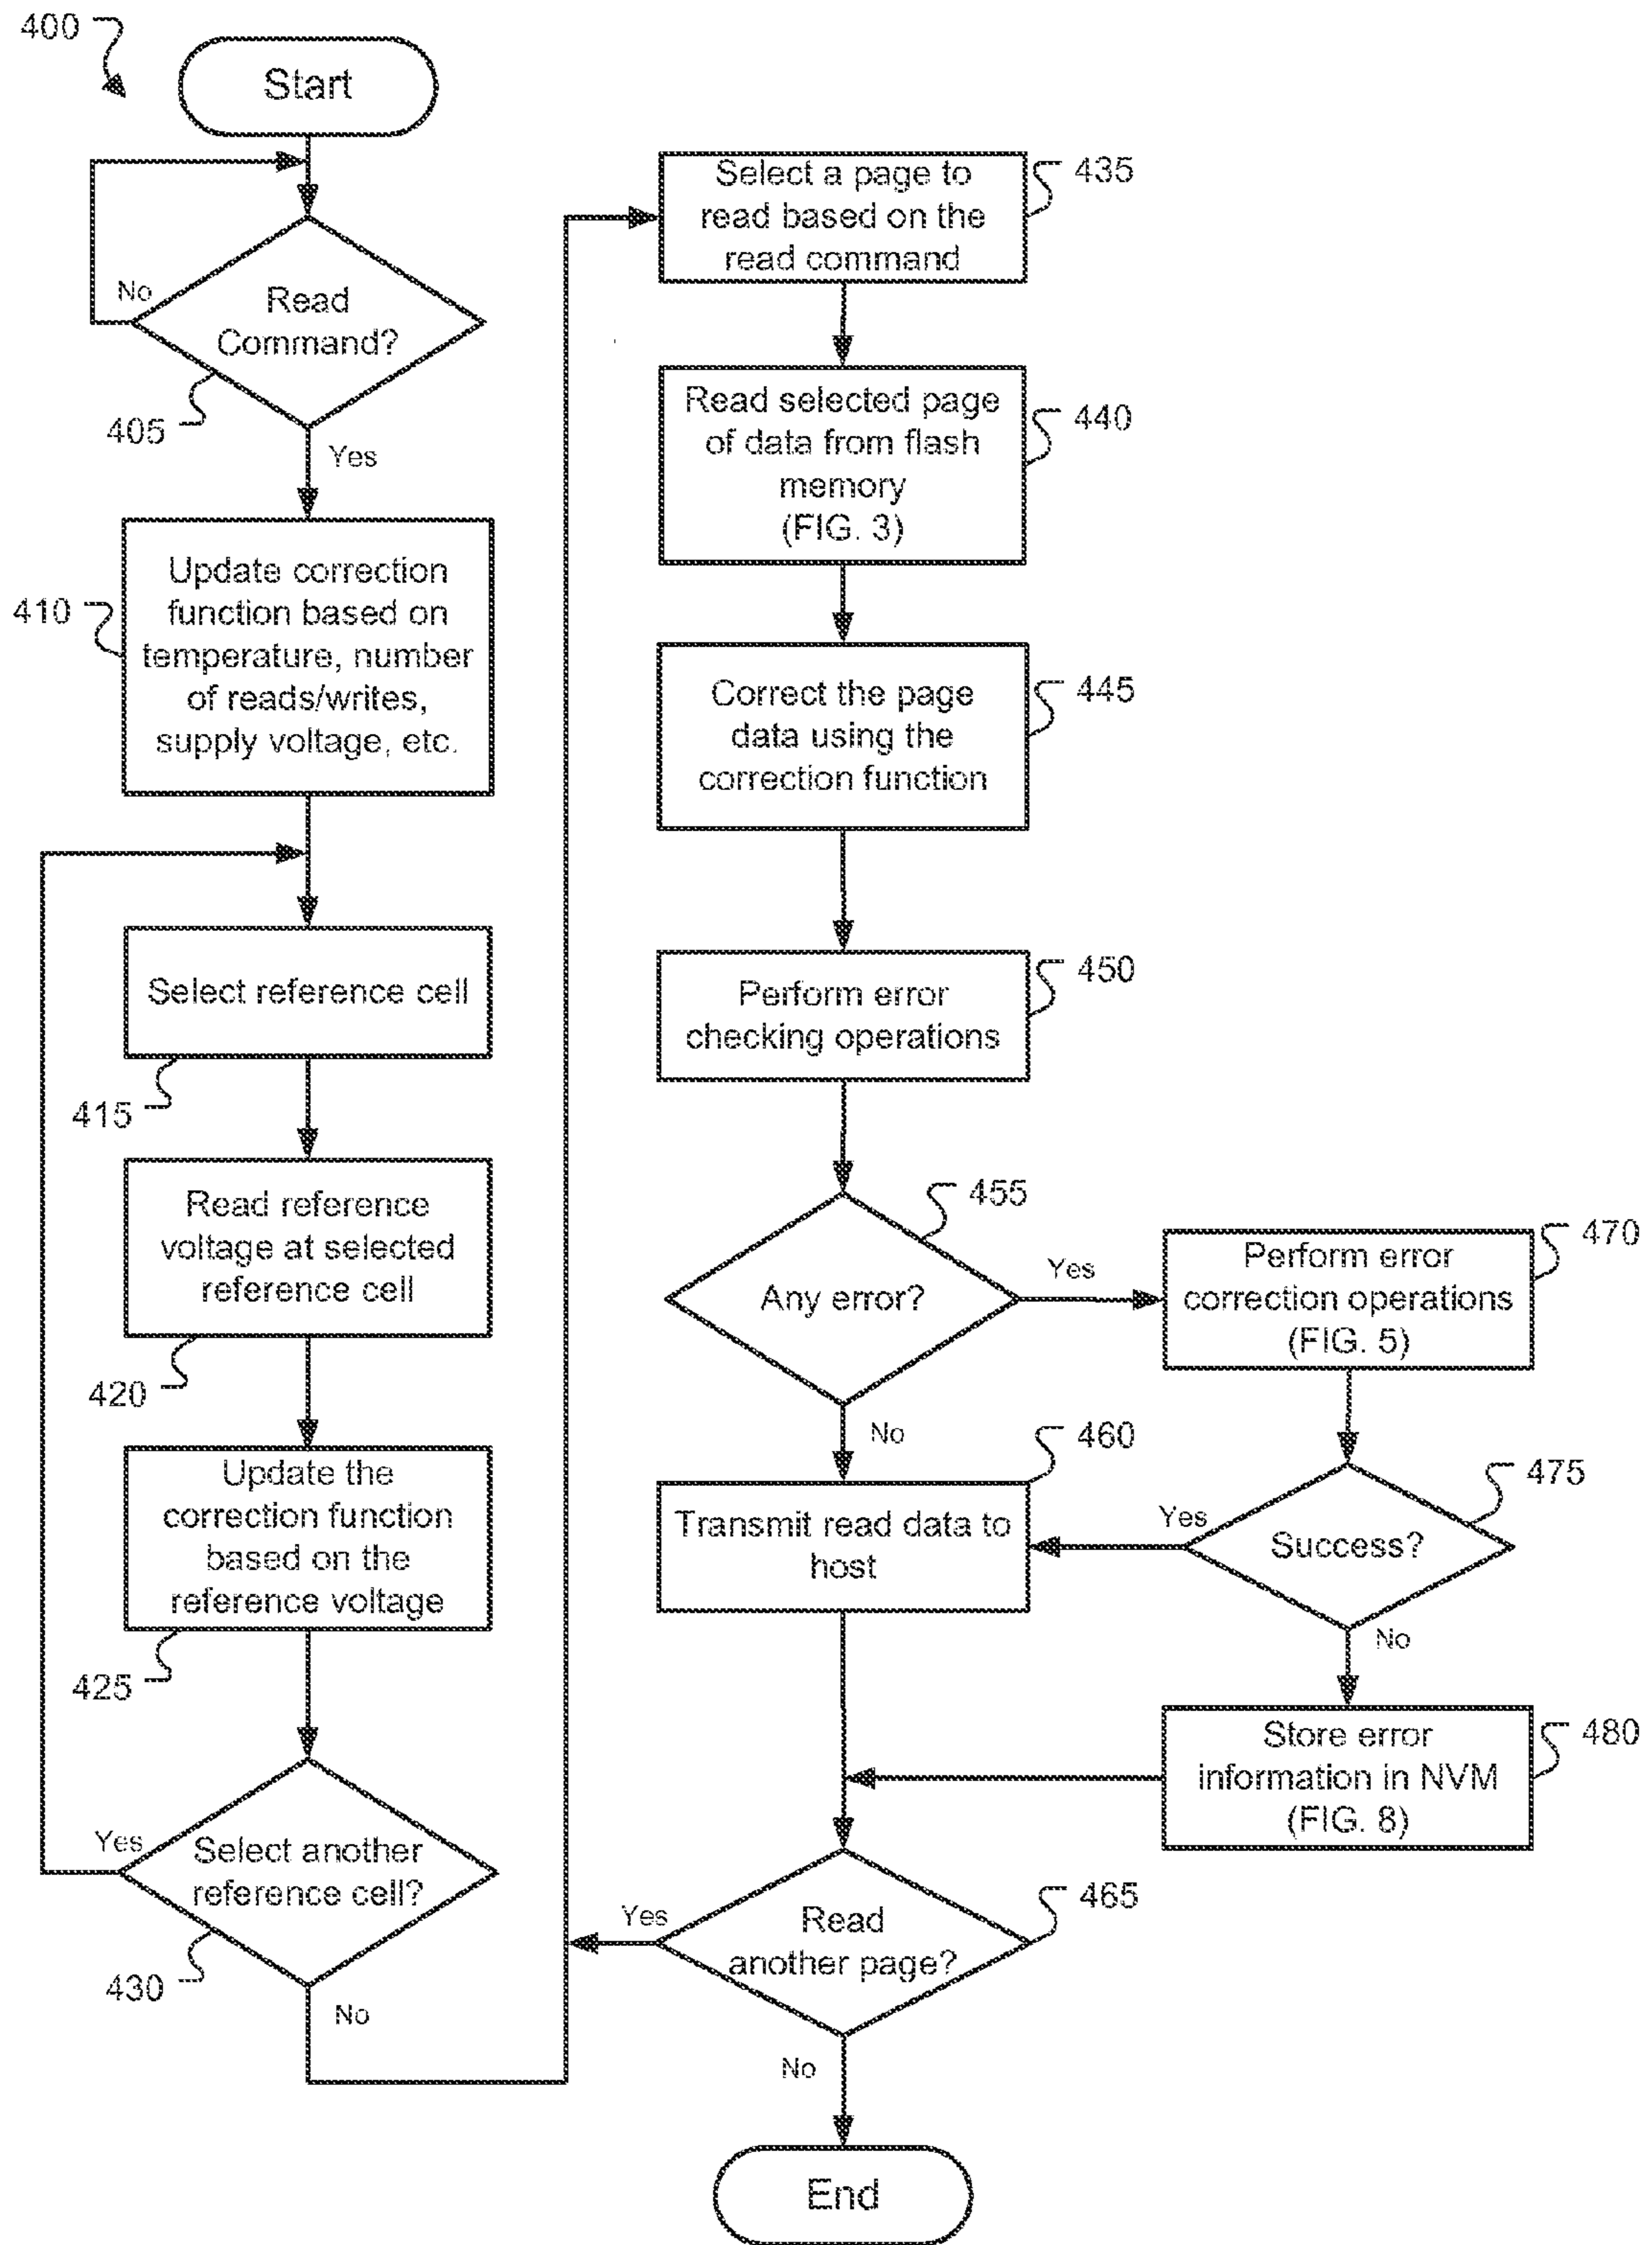 400
Start
Read
Command?
No
405
Yes
410
Update correction
function based on
temperature, number
of reads/writes,
supply voltage, etc.
Select reference cell
415
Read reference
voltage at selected
reference cell
420
Update the
correction function
based on the
reference voltage
425
Yes
Select another
reference cell?
430
No
Select a page to
read based on the
read command
435
Read selected page
of data from flash
memory
(FIG. 3)
440
Correct the page
data using the
correction function
445
Perform error
checking operations
450
455
Any error?
Yes
No
Transmit read data to
host
460
Perform error
correction operations
(FIG. 5)
470
475
Success?
Yes
No
Store error
information in NVM
(FIG. 8)
480
Read
another page?
465
Yes
No
End